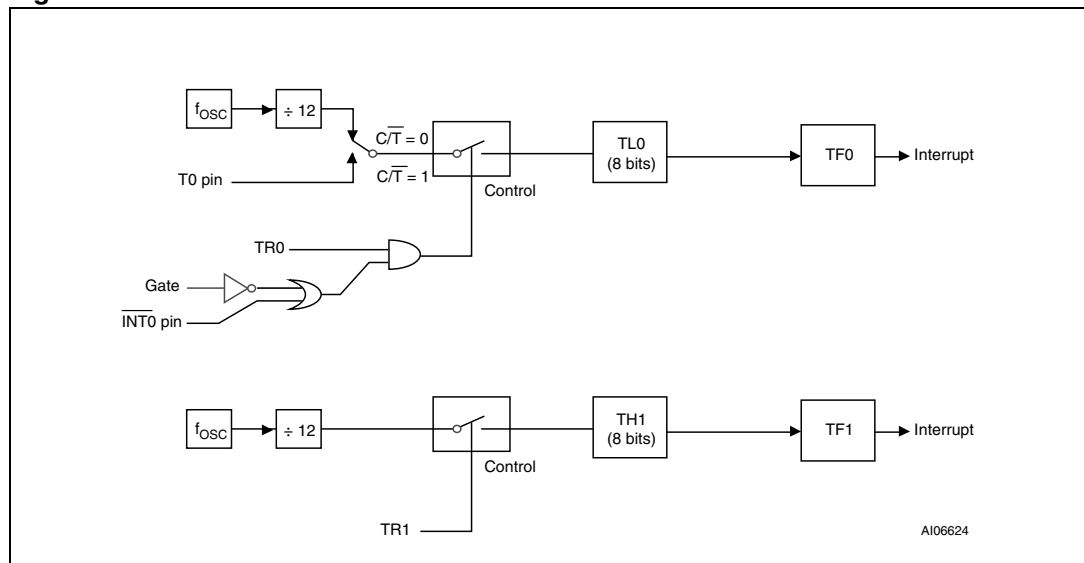 fOSC
÷ 12
C/T̅ = 0
T0 pin
C/T̅ = 1
Control
TL0
(8 bits)
TF0
Interrupt
TR0
Gate
I̅N̅T̅0̅ pin
fOSC
÷ 12
Control
TH1
(8 bits)
TF1
Interrupt
TR1
AI06624